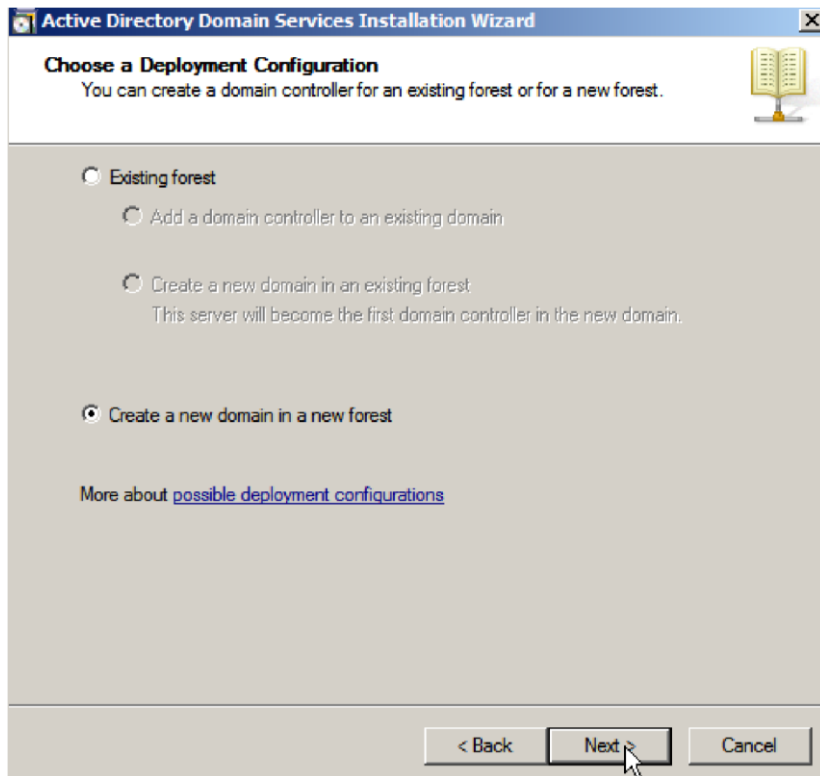 Active Directory Domain Services Installation Wizard
Choose a Deployment Configuration
You can create a domain controller for an existing forest or for a new forest.
Existing forest
Add a domain controller to an existing domain
Create a new domain in an existing forest
This server will become the first domain controller in the new domain.
Create a new domain in a new forest
More about possible deployment configurations
< Back Next > Cancel